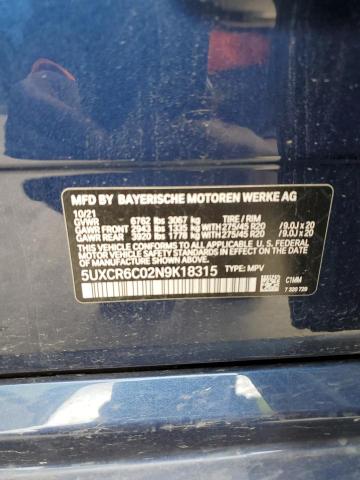 MFD BY BAYERISCHE MOTOREN WERKE AG
10/21
GVWR 6762 lbs 3067 kg TIRE / RIM
GAWR FRONT 2943 lbs 1335 kg WITH 275/45 R20 / 9.0J x 20
GAWR REAR 3920 lbs 1778 kg WITH 275/45 R20 / 9.0J x 20
THIS VEHICLE CONFORMS TO ALL APPLICABLE
U.S. FEDERAL MOTOR VEHICLE SAFETY STANDARDS
IN EFFECT ON THE DATE OF MANUFACTURE SHOWN ABOVE.
5UXCR6C02N9K18315 TYPE: MPV C1MM